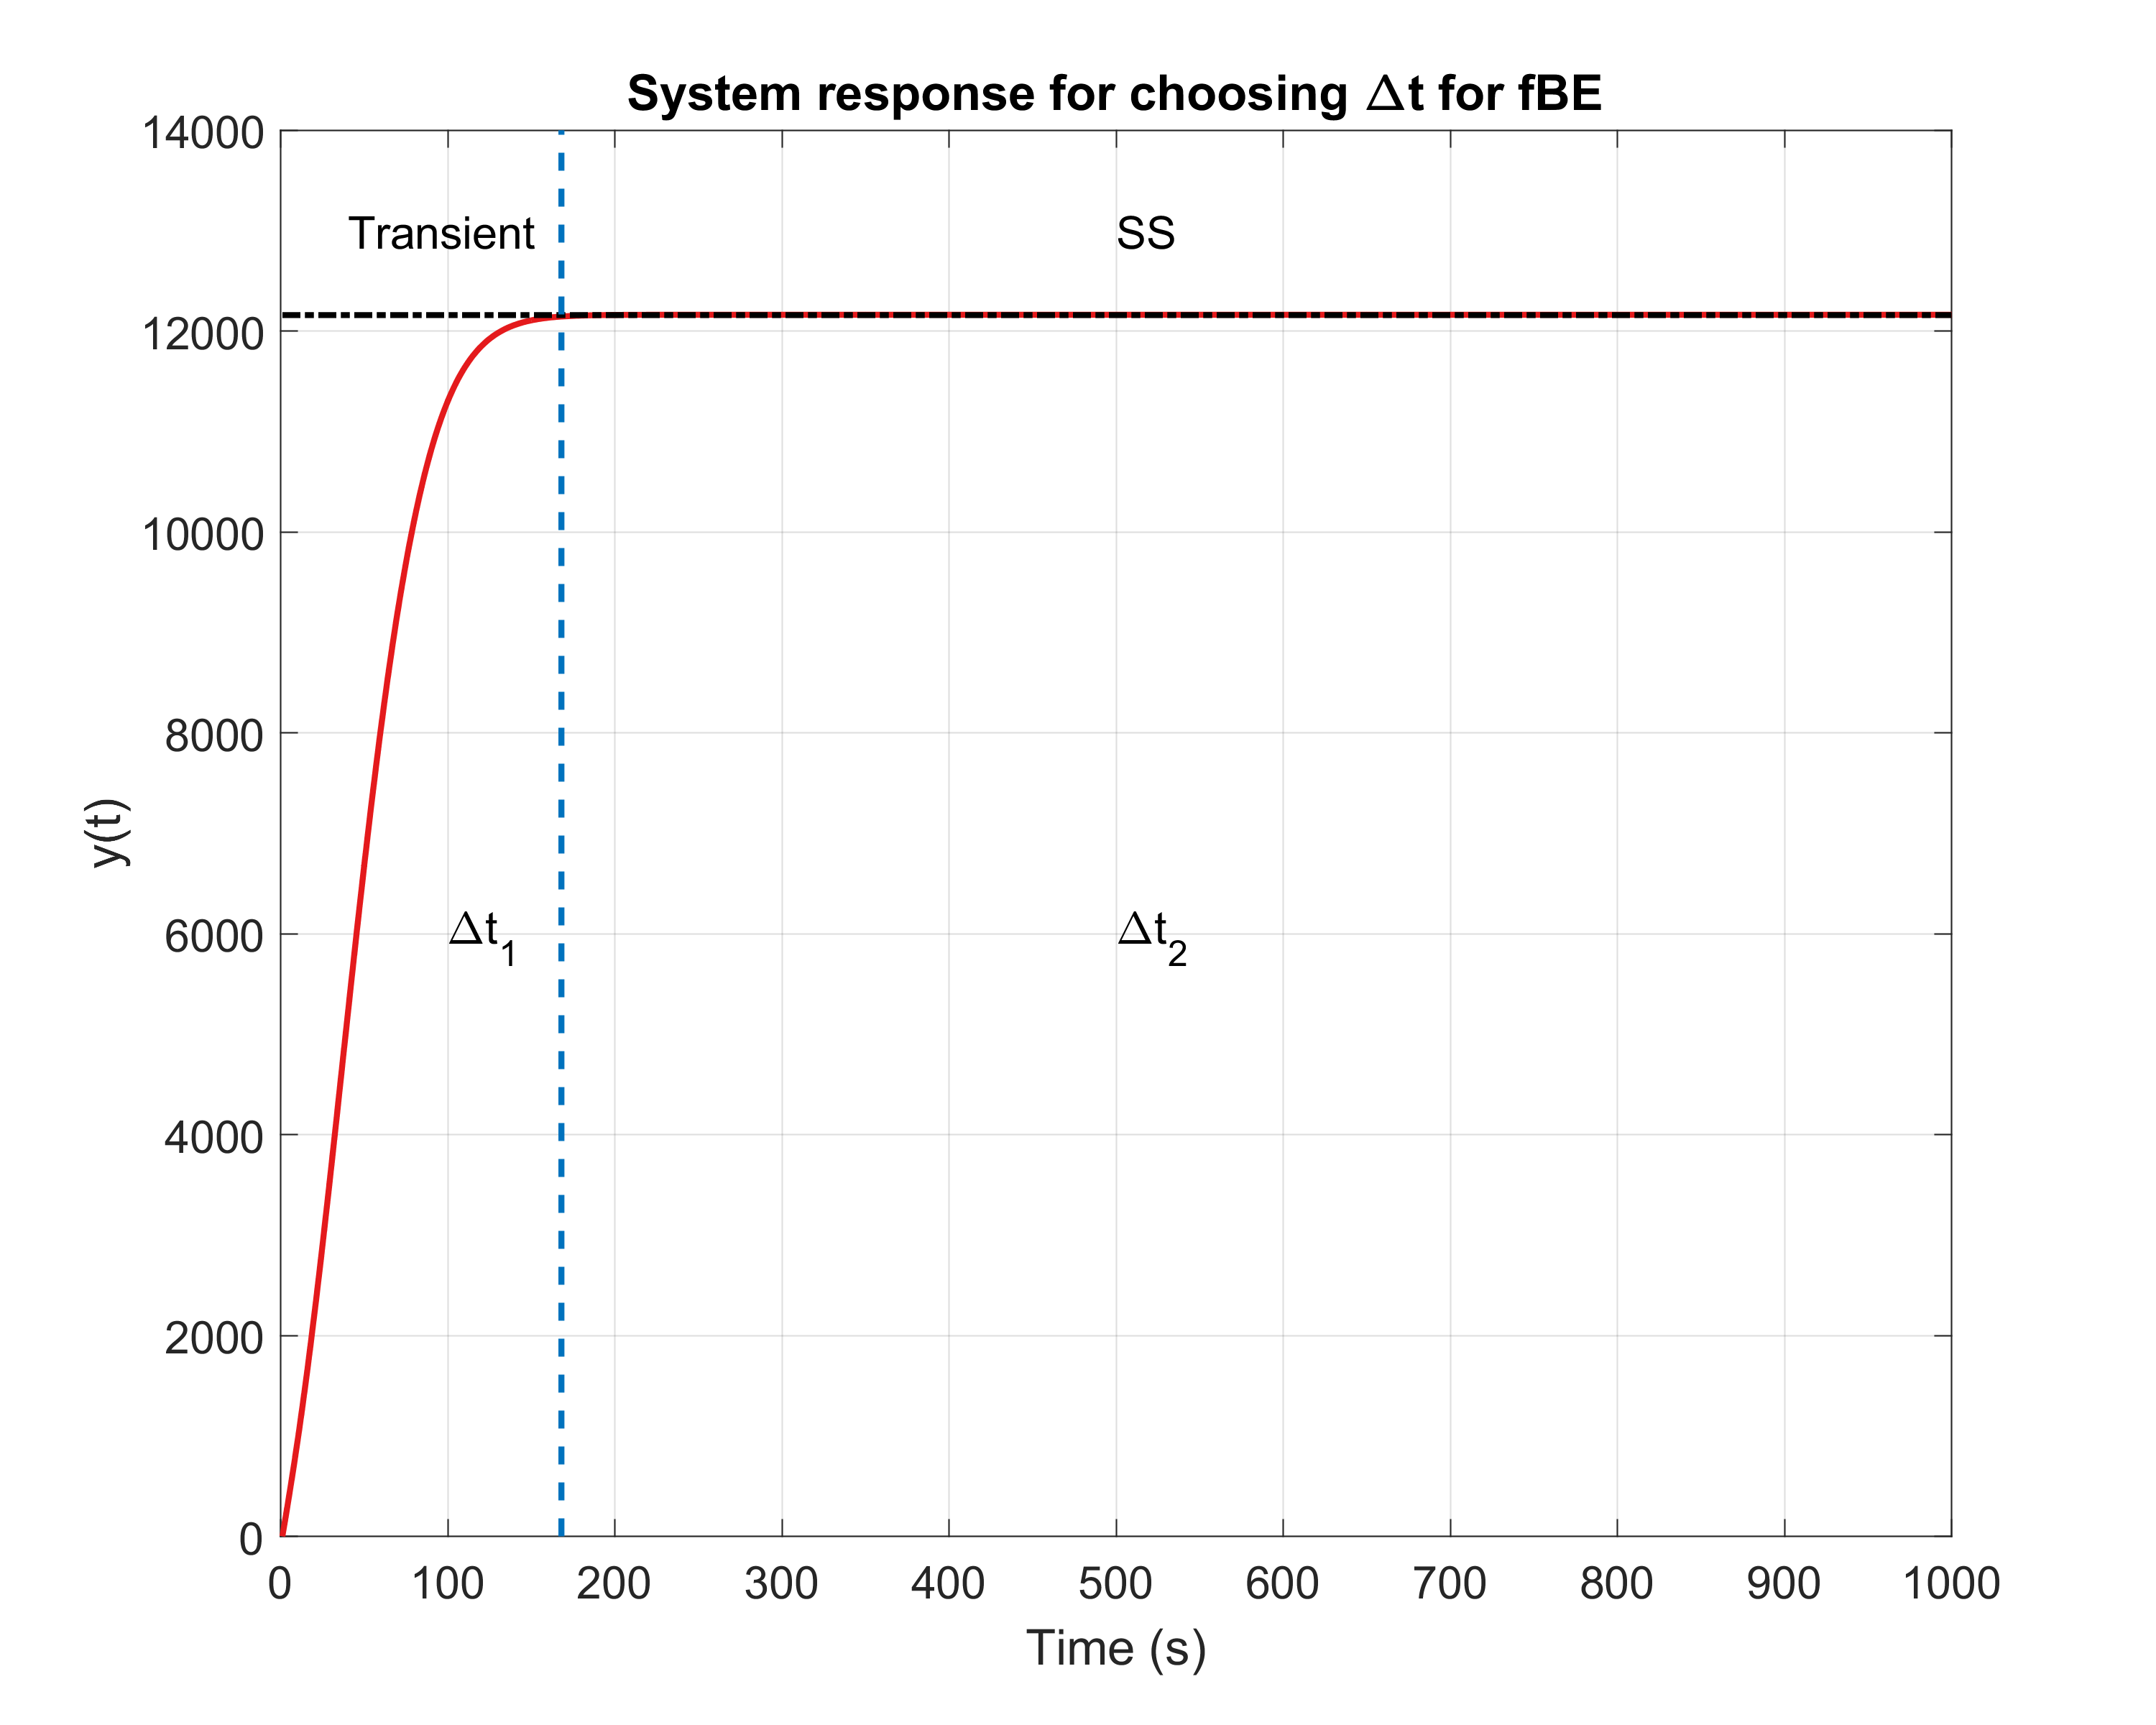 System response for choosing Δt for fBE
14000
12000
10000
8000
6000
4000
2000
0
y(t)
Transient
SS
Δt₁
Δt₂
0 100 200 300 400 500 600 700 800 900 1000
Time (s)